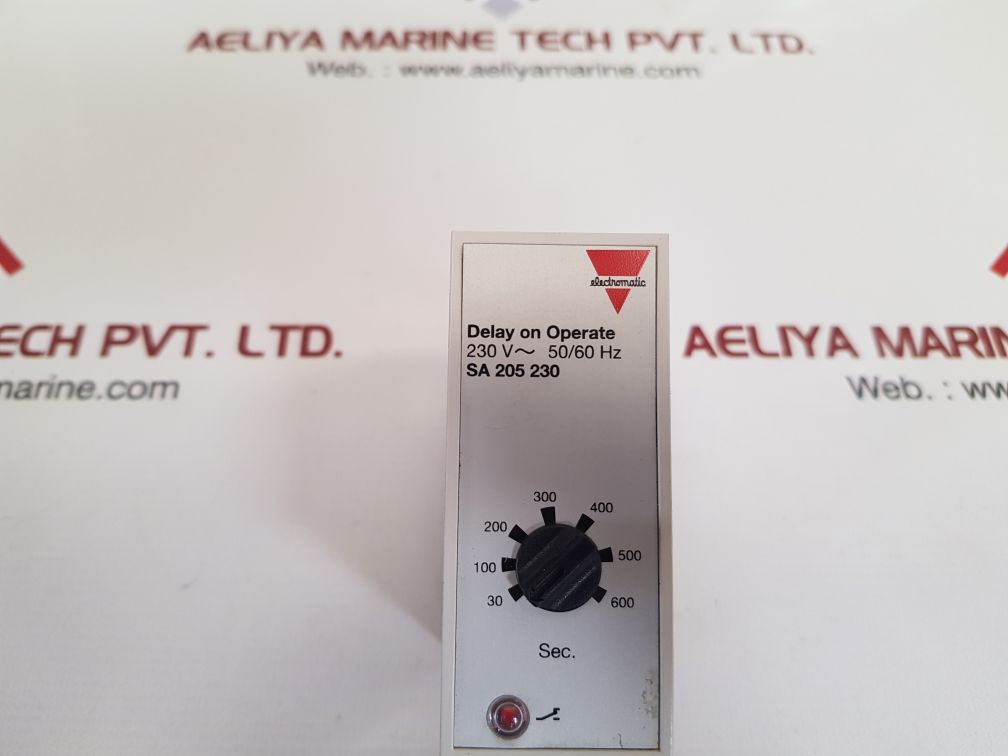 AELIYA MARINE TECH PVT. LTD.
Web. : www.aeliyamarine.com
electromatic
Delay on Operate
230 V~ 50/60 Hz
SA 205 230
ECH PVT. LTD.
marine.com
AELIYA MARIN
Web. : ww
300
400
200
500
100
30
600
Sec.